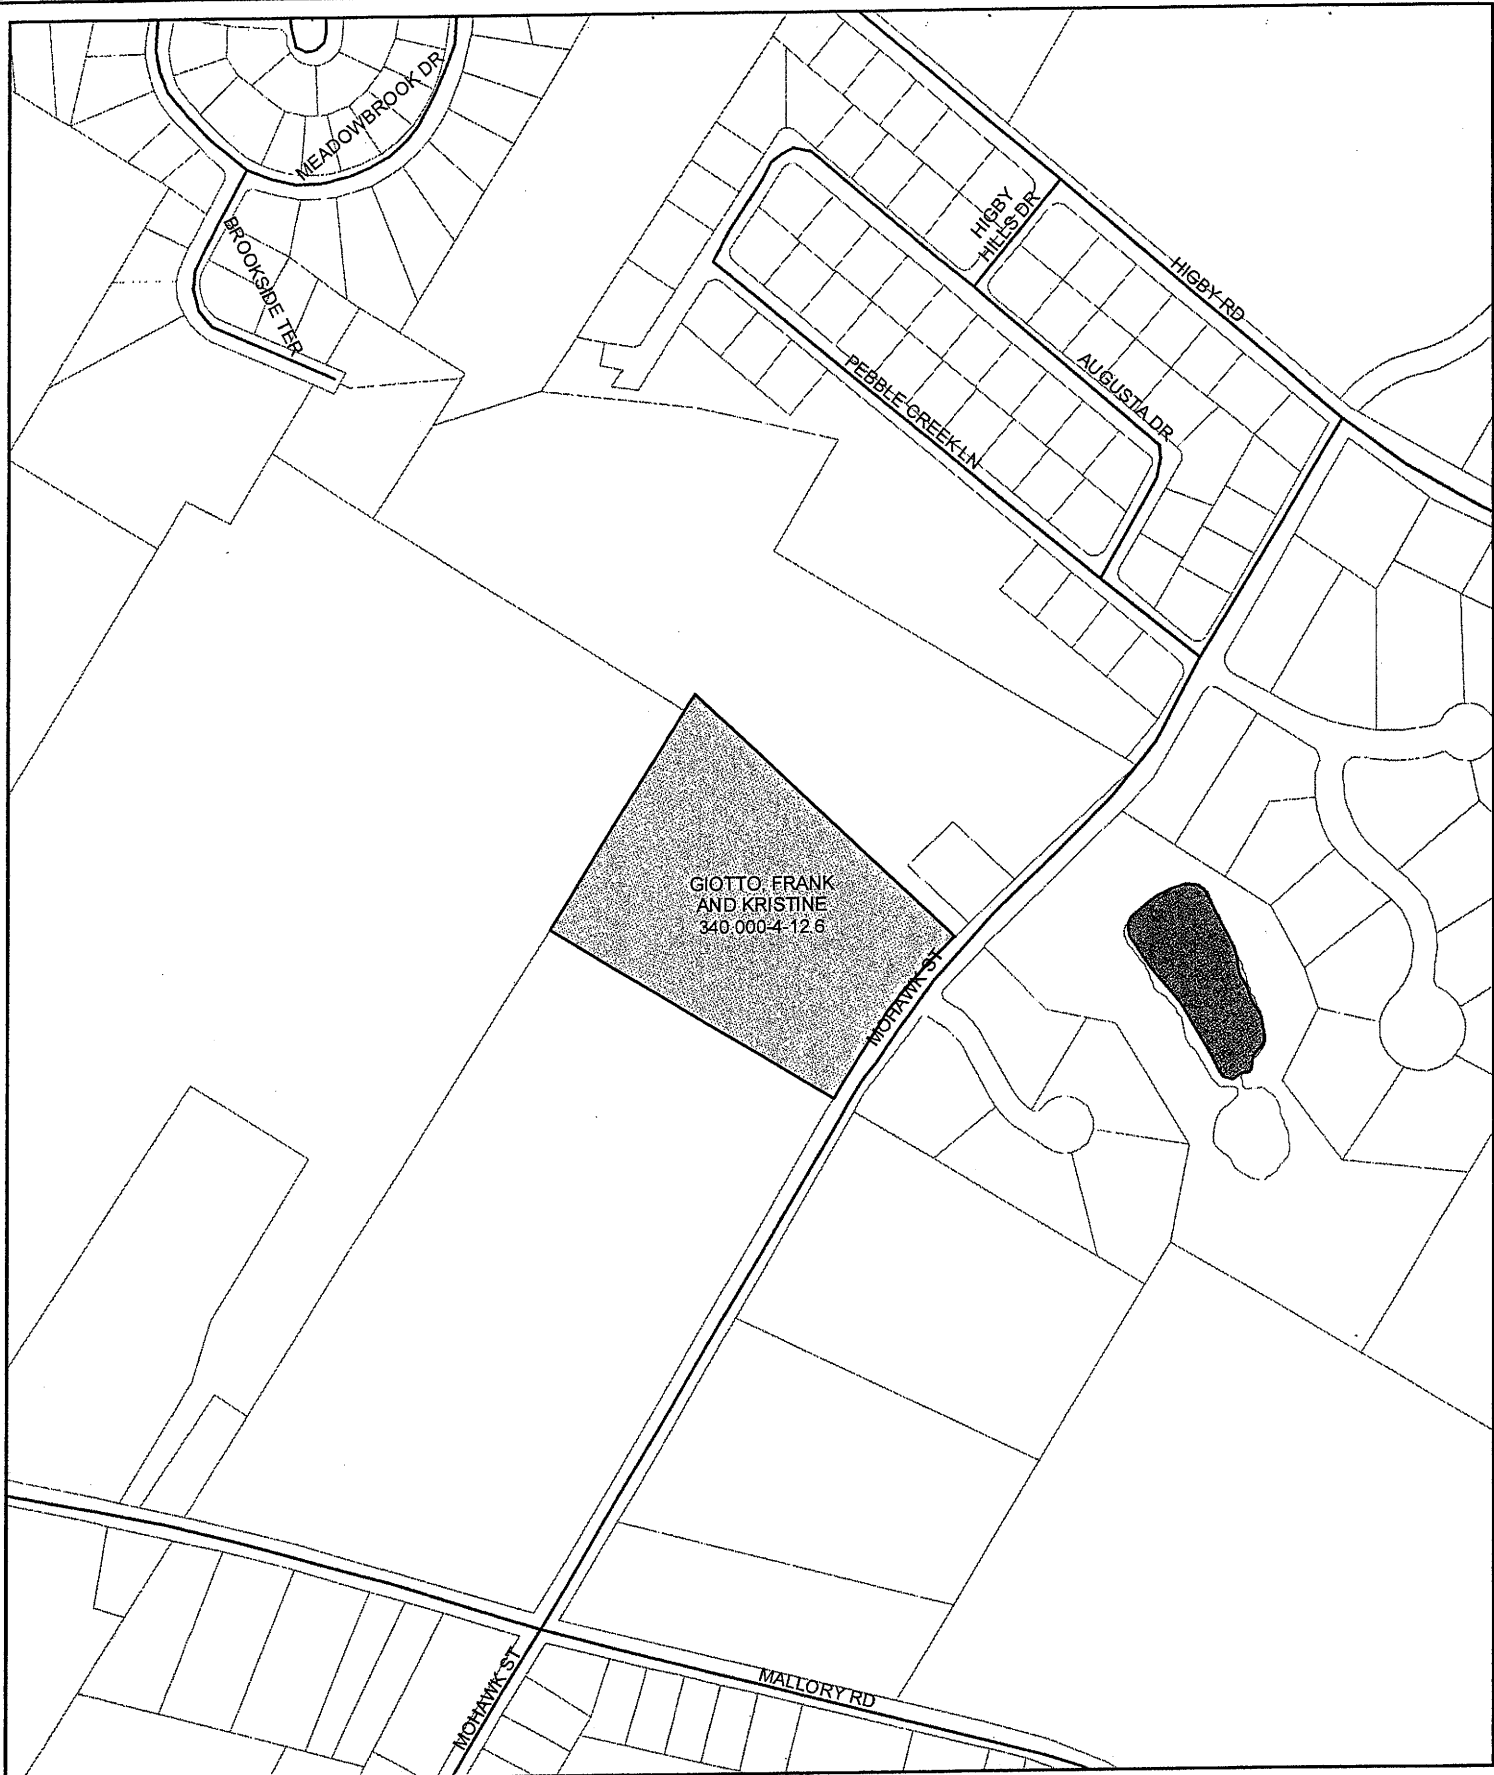 MEADOWBROOK DR
BROOKSIDE TER
HIGBY
HILLS DR
HIGBY RD
AUGUSTA DR
PEBBLE CREEK LN
GIOTTO, FRANK
AND KRISTINE
340.000-4-12.6
MOHAWK ST
MOHAWK ST
MALLORY RD